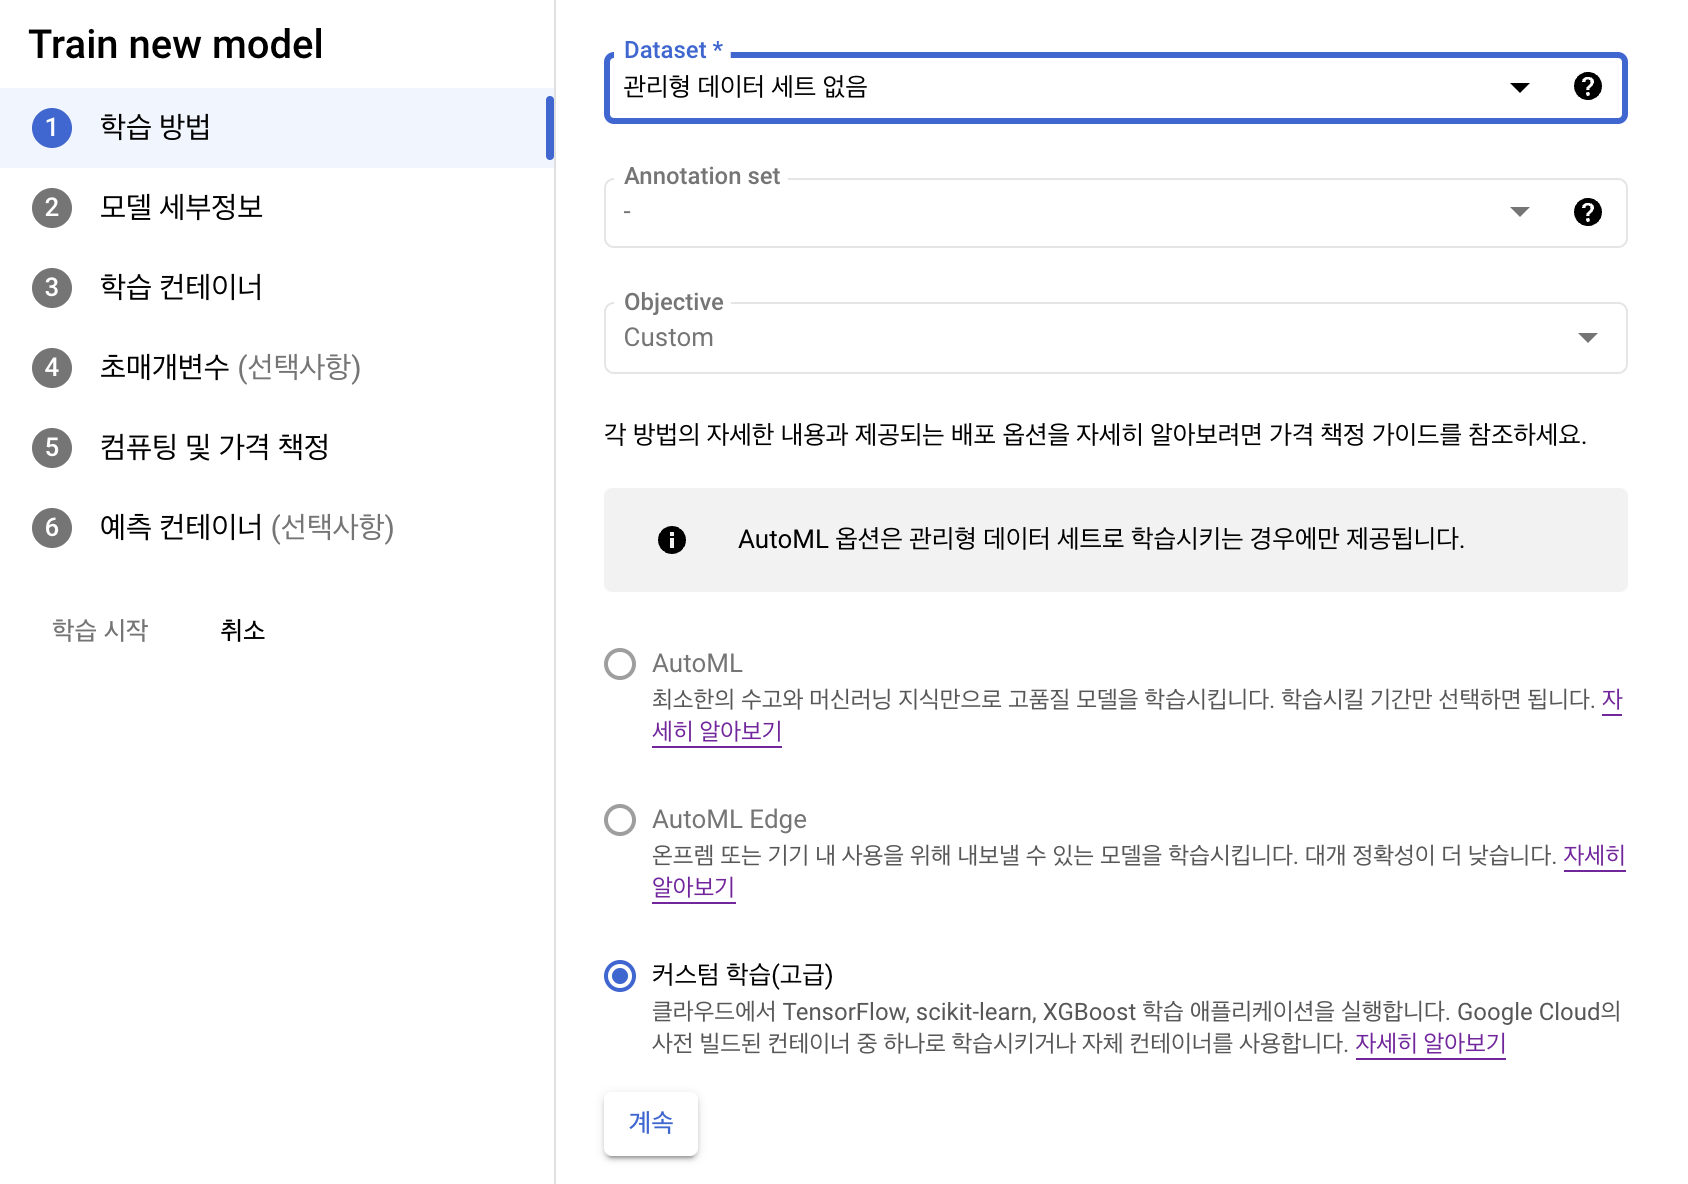 Train new model
1 학습 방법
2 모델 세부정보
3 학습 컨테이너
4 초매개변수 (선택사항)
5 컴퓨팅 및 가격 책정
6 예측 컨테이너 (선택사항)
학습 시작 취소
Dataset *
관리형 데이터 세트 없음
Annotation set
-
Objective
Custom
각 방법의 자세한 내용과 제공되는 배포 옵션을 자세히 알아보려면 가격 책정 가이드를 참조하세요.
AutoML 옵션은 관리형 데이터 세트로 학습시키는 경우에만 제공됩니다.
AutoML
최소한의 수고와 머신러닝 지식만으로 고품질 모델을 학습시킵니다. 학습시킬 기간만 선택하면 됩니다. 자
세히 알아보기
AutoML Edge
온프렘 또는 기기 내 사용을 위해 내보낼 수 있는 모델을 학습시킵니다. 대개 정확성이 더 낮습니다. 자세히
알아보기
커스텀 학습(고급)
클라우드에서 TensorFlow, scikit-learn, XGBoost 학습 애플리케이션을 실행합니다. Google Cloud의
사전 빌드된 컨테이너 중 하나로 학습시키거나 자체 컨테이너를 사용합니다. 자세히 알아보기
계속